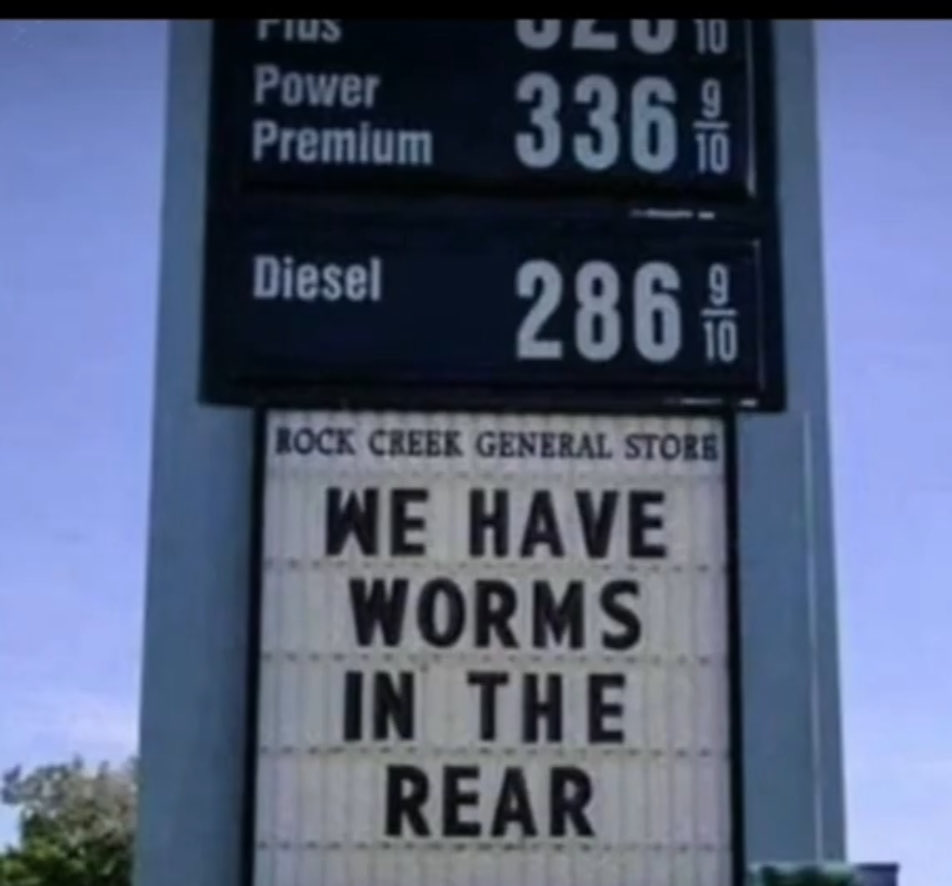 Plus
Power 336 9/10
Premium
Diesel 286 9/10
ROCK CREEK GENERAL STORE
WE HAVE
WORMS
IN THE
REAR